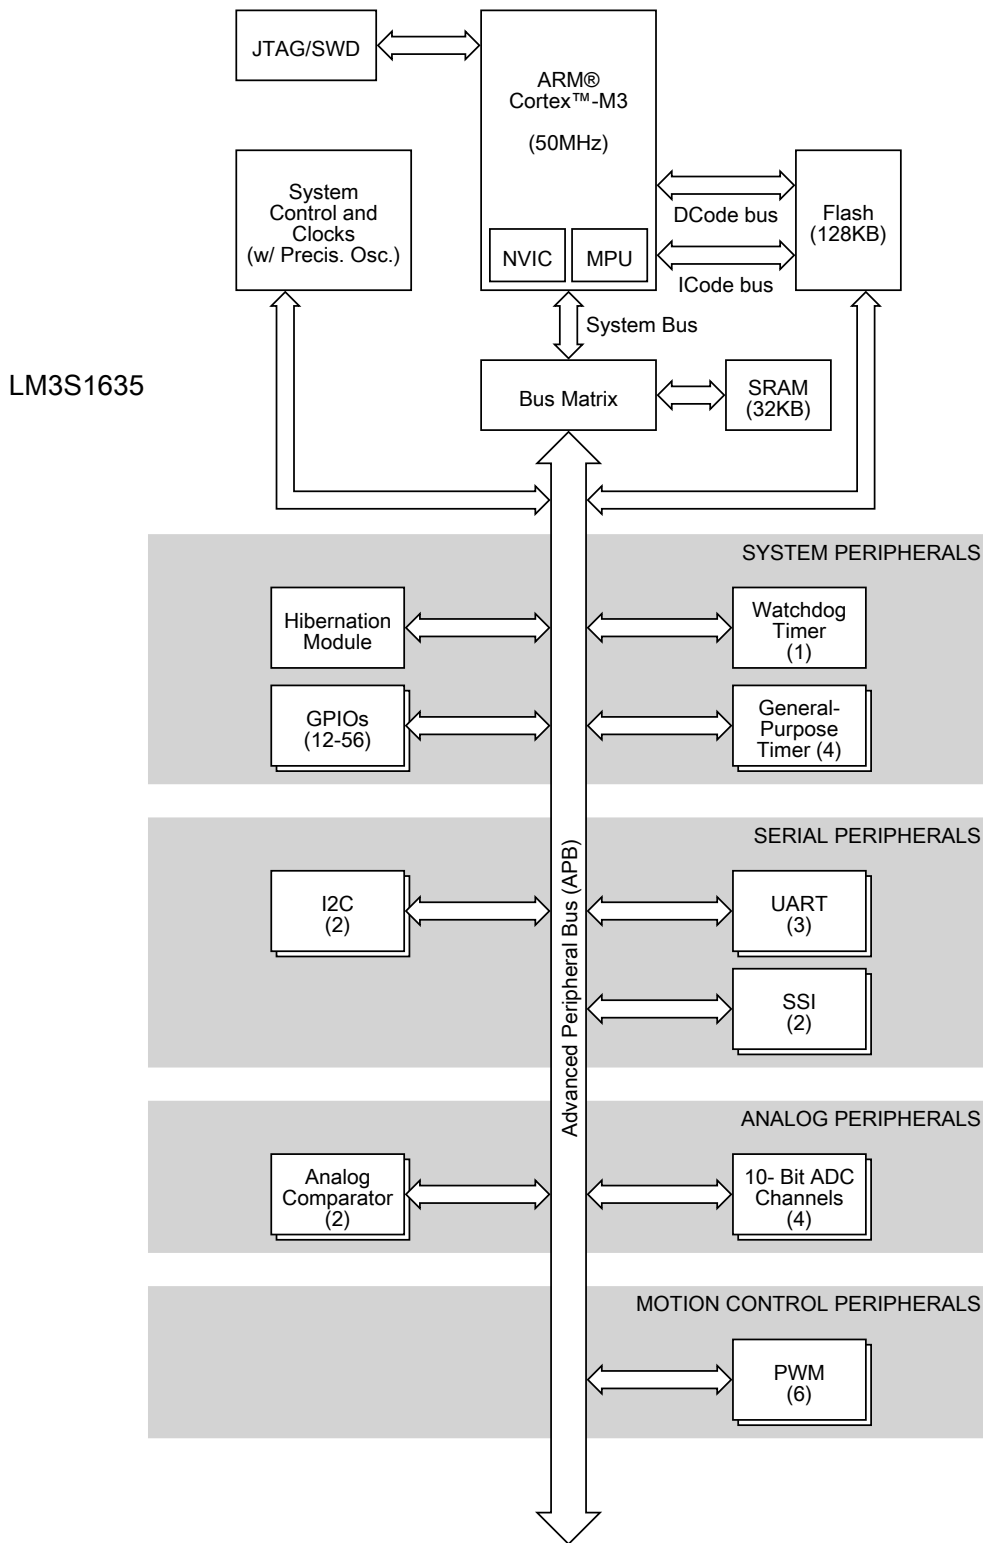 JTAG/SWD
ARM®
Cortex™-M3
(50MHz)
System
Control and
Clocks
(w/ Precis. Osc.)
DCode bus
Flash
(128KB)
NVIC
MPU
ICode bus
System Bus
LM3S1635
Bus Matrix
SRAM
(32KB)
SYSTEM PERIPHERALS
Hibernation
Module
Watchdog
Timer
(1)
GPIOs
(12-56)
General-
Purpose
Timer (4)
Advanced Peripheral Bus (APB)
SERIAL PERIPHERALS
I2C
(2)
UART
(3)
SSI
(2)
ANALOG PERIPHERALS
Analog
Comparator
(2)
10- Bit ADC
Channels
(4)
MOTION CONTROL PERIPHERALS
PWM
(6)